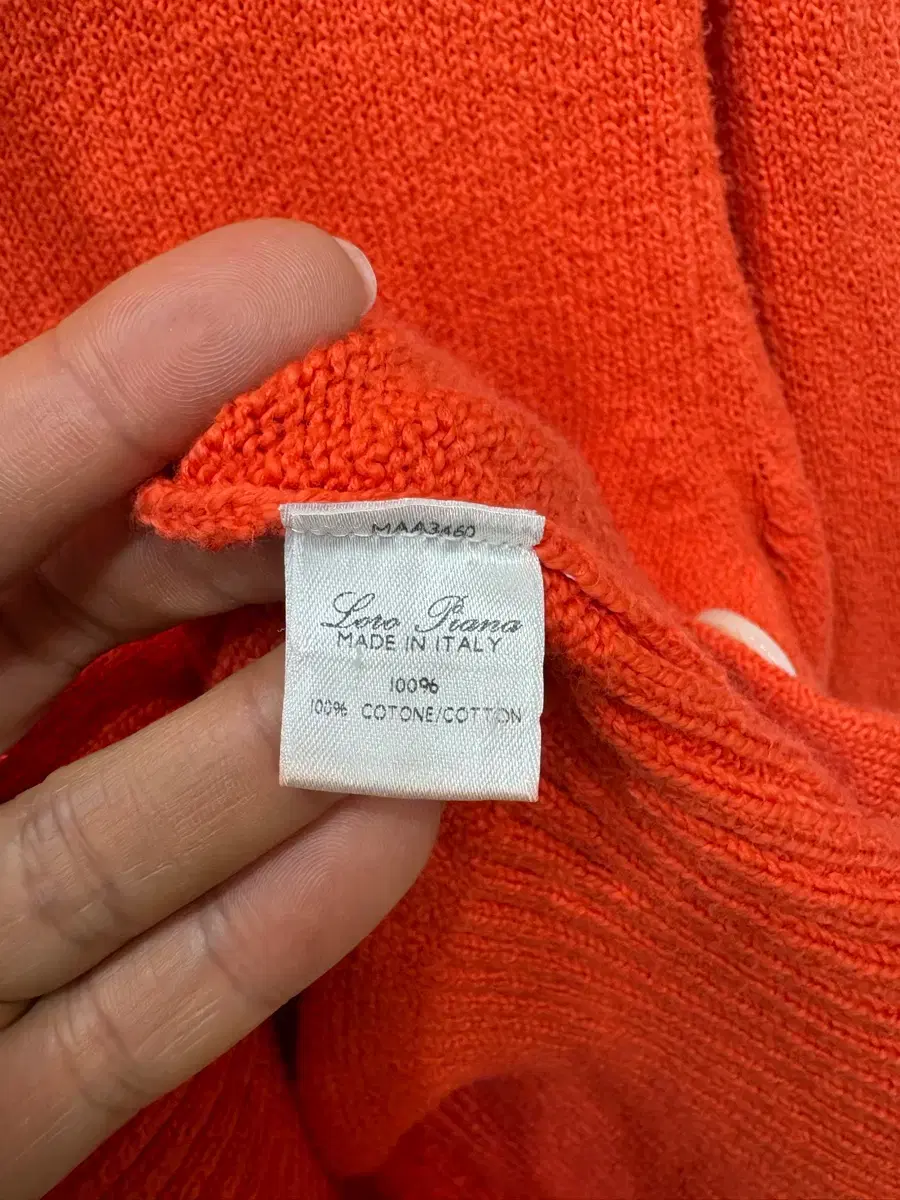 MAA3460
Loro Piana
MADE IN ITALY
100%
100% COTONE/COTTON